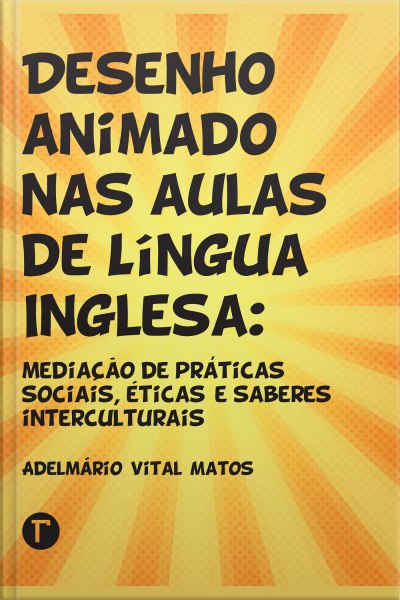 DESENHO
ANIMADO
NAS AULAS
DE LÍNGUA
INGLESA:
MEDIAÇÃO DE PRÁTICAS
SOCIAIS, ÉTICAS E SABERES
INTERCULTURAIS
ADELMÁRIO VITAL MATOS
T